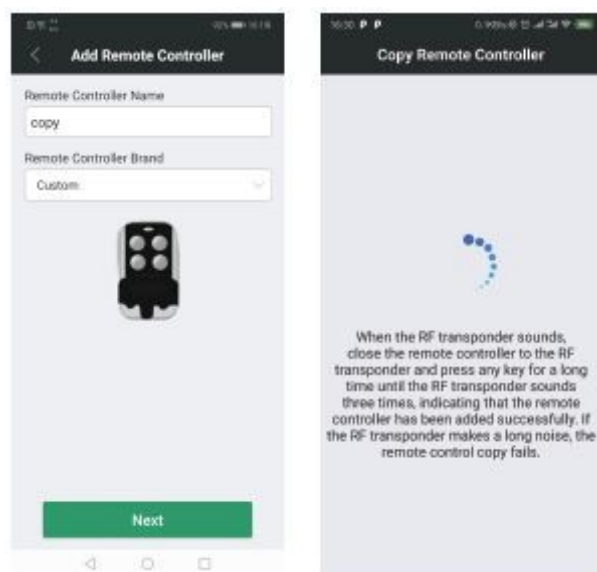 Add Remote Controller
Remote Controller Name
copy
Remote Controller Brand
Custom
Next
16:30 P P
Copy Remote Controller
When the RF transponder sounds,
close the remote controller to the RF
transponder and press any key for a long
time until the RF transponder sounds
three times, indicating that the remote
controller has been added successfully. If
the RF transponder makes a long noise, the
remote control copy fails.